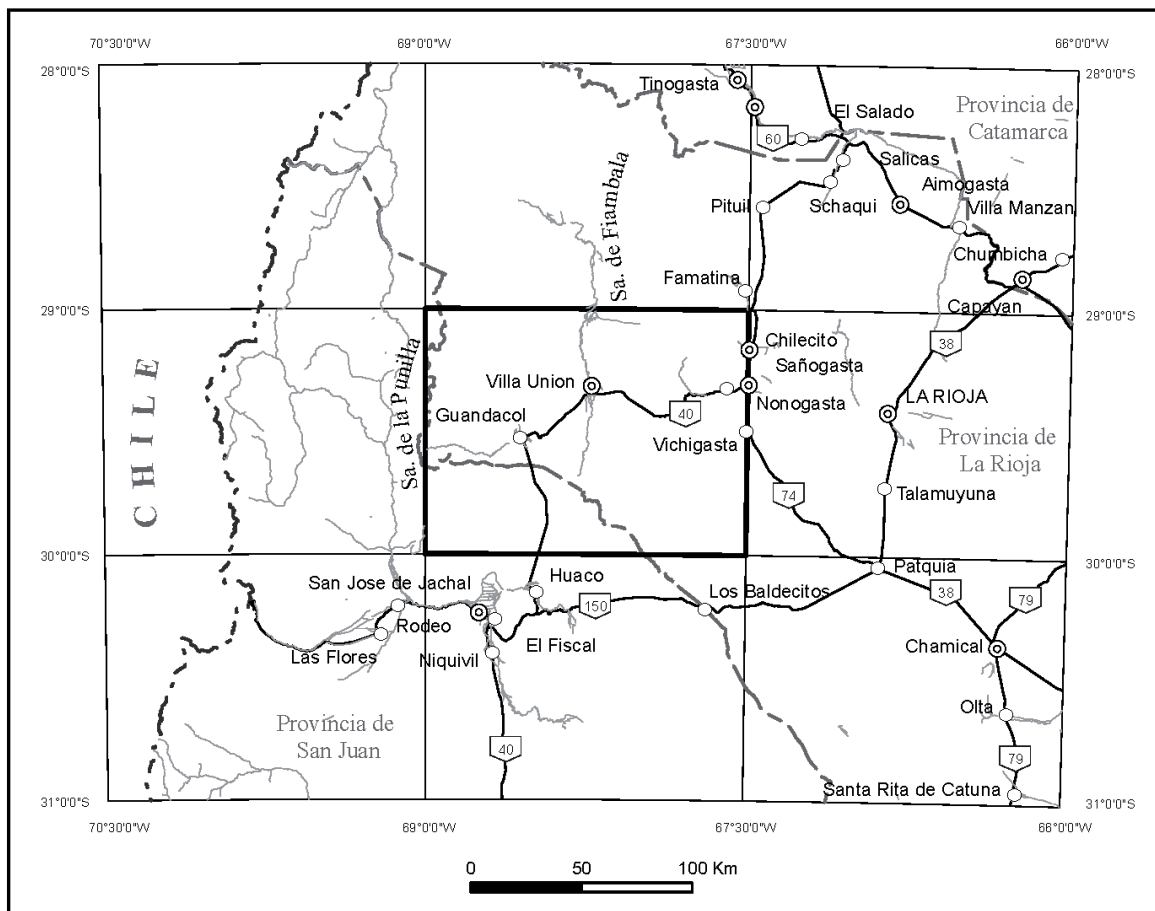 70°30'0"W
69°0'0"W
67°30'0"W
66°0'0"W
28°0'0"S
28°0'0"S
Tinogasta
El Salado
Provincia de
Catamarca
60
Salicas
Aimogasta
Pituil
Schaqui
Villa Manzan
Sa. de Fiambala
Chumbicha
Famatina
Capayan
29°0'0"S
29°0'0"S
CHILE
Sa. de la Punilla
Chilecito
38
Sañogasta
Villa Union
Nonogasta
LA RIOJA
Guandacol
40
Vichigasta
Provincia de
La Rioja
74
Talamuyuna
30°0'0"S
30°0'0"S
Patquia
San Jose de Jachal
Huaco
Los Baldecitos
150
38
79
Rodeo
Las Flores
Niquivil
El Fiscal
Chamical
Provincia de
San Juan
Olta
40
79
Santa Rita de Catuna
31°0'0"S
31°0'0"S
70°30'0"W
69°0'0"W
67°30'0"W
66°0'0"W
0
50
100 Km